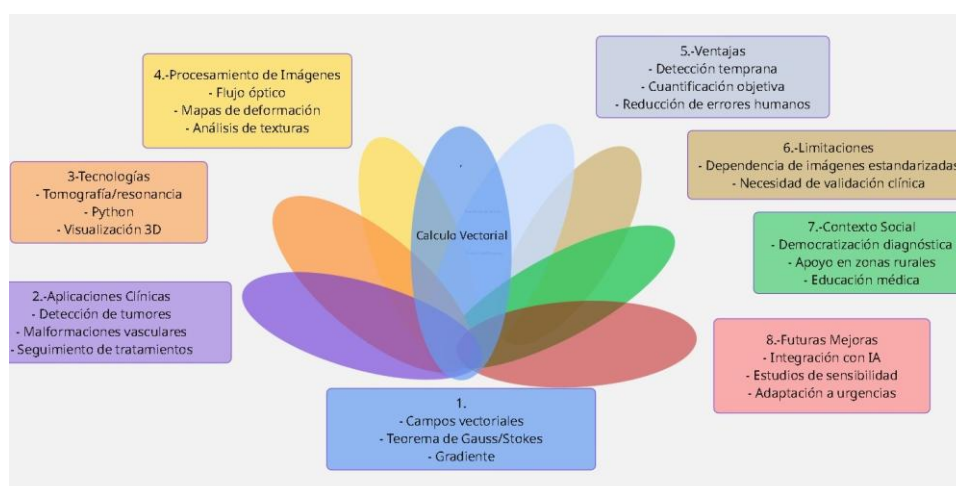 4.-Procesamiento de Imágenes
- Flujo óptico
- Mapas de deformación
- Análisis de texturas
5.-Ventajas
- Detección temprana
- Cuantificación objetiva
- Reducción de errores humanos
3-Tecnologías
- Tomografía/resonancia
- Python
- Visualización 3D
6.-Limitaciones
- Dependencia de imágenes estandarizadas
- Necesidad de validación clínica
Calculo Vectorial
7.-Contexto Social
- Democratización diagnóstica
- Apoyo en zonas rurales
- Educación médica
2.-Aplicaciones Clínicas
- Detección de tumores
- Malformaciones vasculares
- Seguimiento de tratamientos
8.-Futuras Mejoras
- Integración con IA
- Estudios de sensibilidad
- Adaptación a urgencias
1.
- Campos vectoriales
- Teorema de Gauss/Stokes
- Gradiente